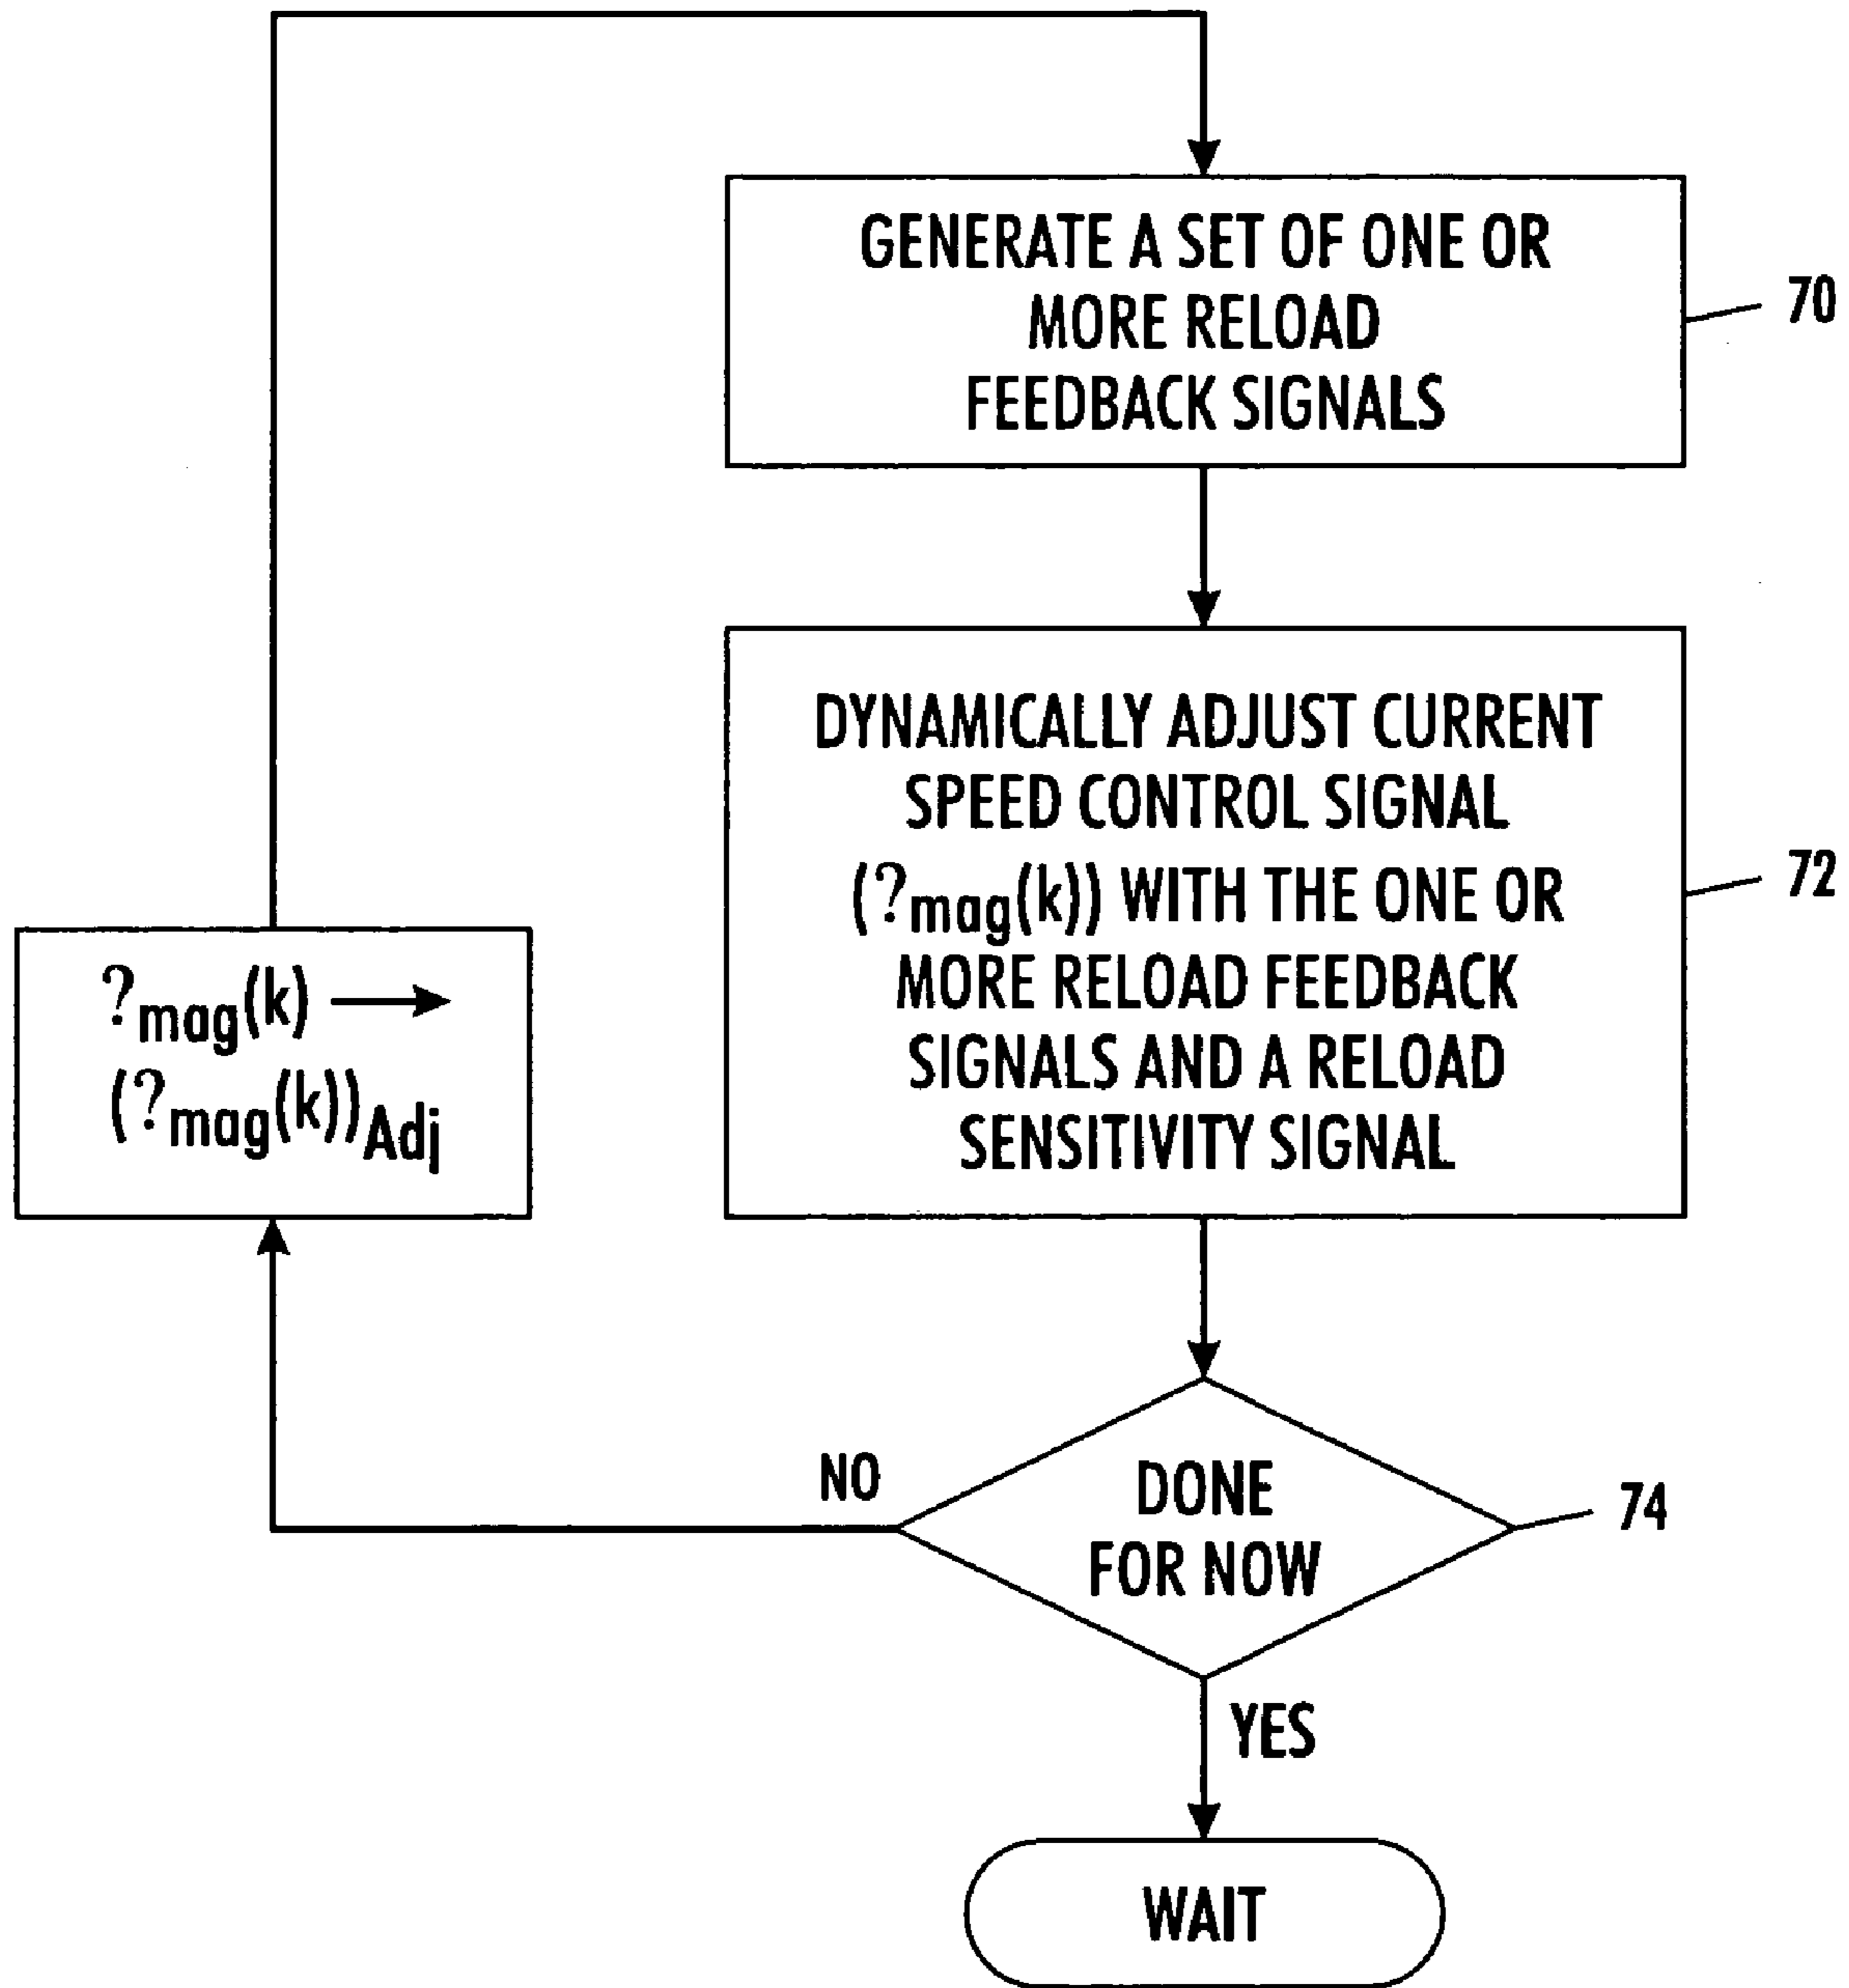 GENERATE A SET OF ONE OR
MORE RELOAD
FEEDBACK SIGNALS
70
DYNAMICALLY ADJUST CURRENT
SPEED CONTROL SIGNAL
(?mag(k)) WITH THE ONE OR
MORE RELOAD FEEDBACK
SIGNALS AND A RELOAD
SENSITIVITY SIGNAL
72
?mag(k) →
(?mag(k))Adj
NO
DONE
FOR NOW
74
YES
WAIT